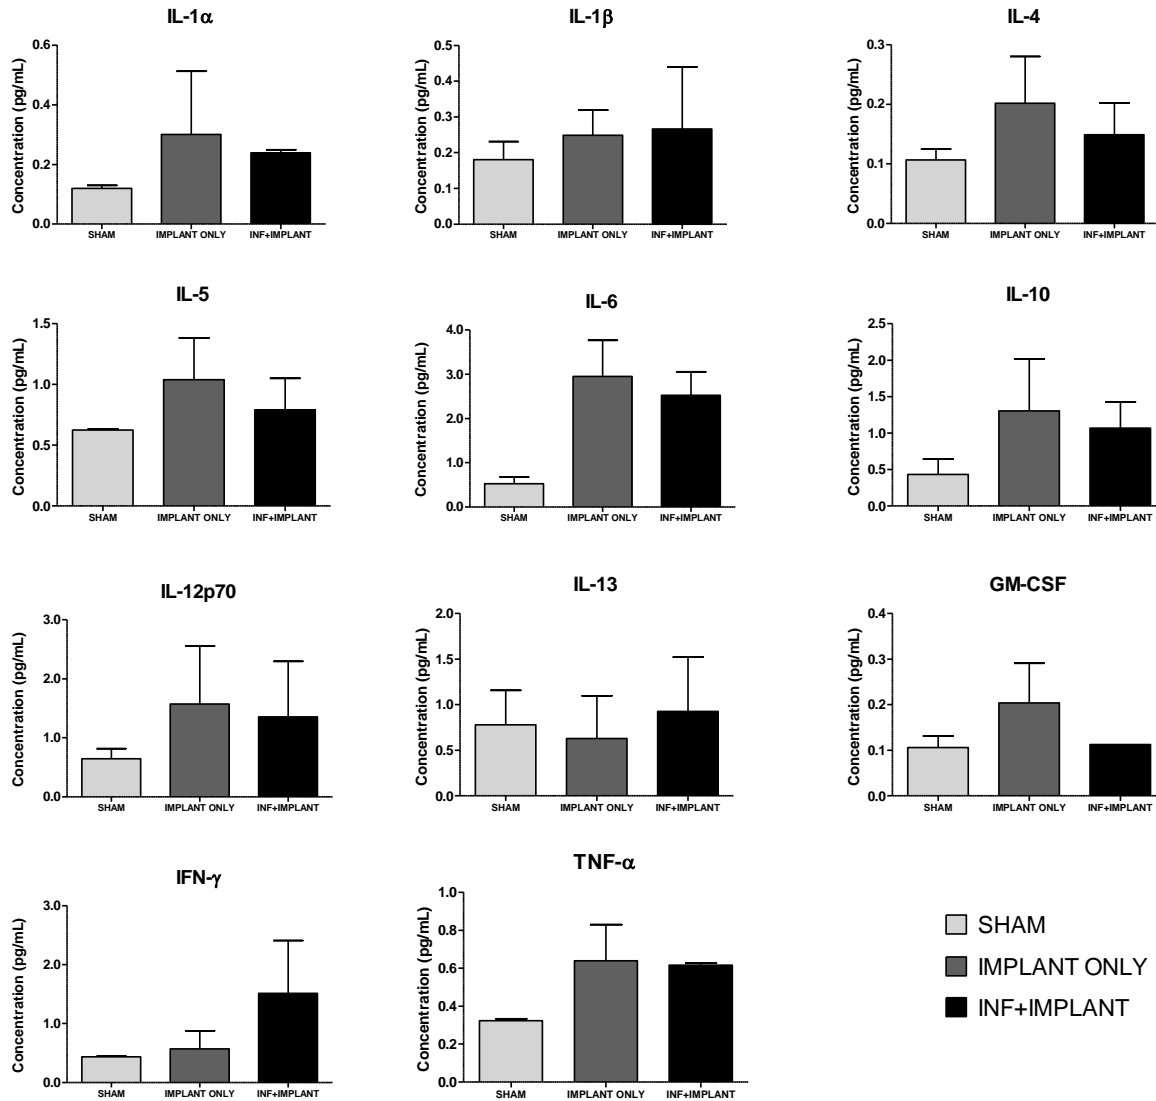 IL-1α
Concentration (pg/mL)
0.6
0.4
0.2
0.0
SHAM IMPLANT ONLY INF+IMPLANT
IL-1β
Concentration (pg/mL)
0.5
0.4
0.3
0.2
0.1
0.0
SHAM IMPLANT ONLY INF+IMPLANT
IL-4
Concentration (pg/mL)
0.3
0.2
0.1
0.0
SHAM IMPLANT ONLY INF+IMPLANT
IL-5
Concentration (pg/mL)
1.5
1.0
0.5
0.0
SHAM IMPLANT ONLY INF+IMPLANT
IL-6
Concentration (pg/mL)
4.0
3.0
2.0
1.0
0.0
SHAM IMPLANT ONLY INF+IMPLANT
IL-10
Concentration (pg/mL)
2.5
2.0
1.5
1.0
0.5
0.0
SHAM IMPLANT ONLY INF+IMPLANT
IL-12p70
Concentration (pg/mL)
3.0
2.0
1.0
0.0
SHAM IMPLANT ONLY INF+IMPLANT
IL-13
Concentration (pg/mL)
2.0
1.5
1.0
0.5
0.0
SHAM IMPLANT ONLY INF+IMPLANT
GM-CSF
Concentration (pg/mL)
0.4
0.3
0.2
0.1
0.0
SHAM IMPLANT ONLY INF+IMPLANT
IFN-γ
Concentration (pg/mL)
3.0
2.0
1.0
0.0
SHAM IMPLANT ONLY INF+IMPLANT
TNF-α
Concentration (pg/mL)
1.0
0.8
0.6
0.4
0.2
0.0
SHAM IMPLANT ONLY INF+IMPLANT
SHAM
IMPLANT ONLY
INF+IMPLANT